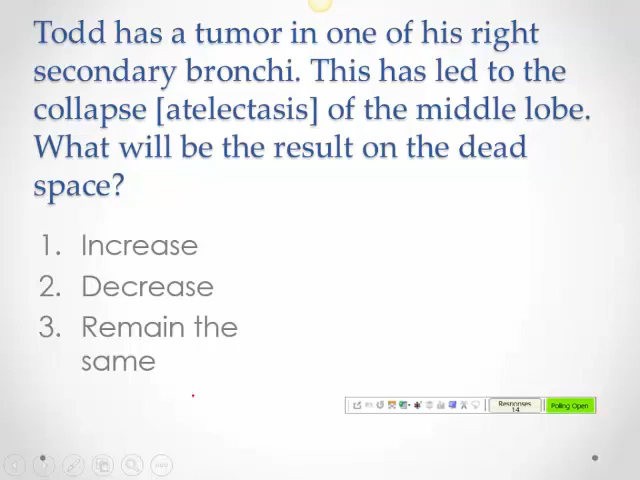 Todd has a tumor in one of his right
secondary bronchi. This has led to the
collapse [atelectasis] of the middle lobe.
What will be the result on the dead
space?
1. Increase
2. Decrease
3. Remain the
same
Responses
14
Polling Open